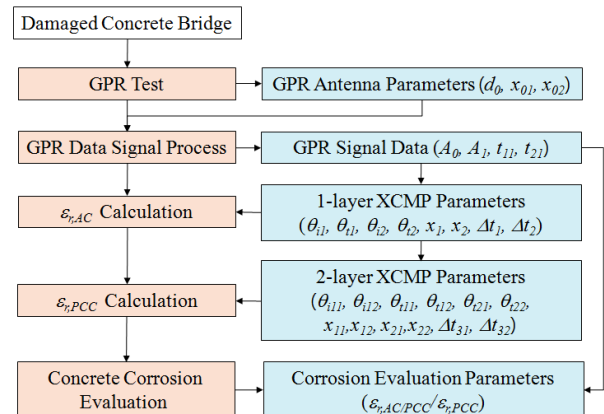 Damaged Concrete Bridge
GPR Test
GPR Antenna Parameters (d₀, x₀₁, x₀₂)
GPR Data Signal Process
GPR Signal Data (A₀, A₁, t₁₁, t₂₁)
εr,AC Calculation
1-layer XCMP Parameters
(θi1, θt1, θi2, θt2, x₁, x₂, Δt₁, Δt₂)
εr,PCC Calculation
2-layer XCMP Parameters
(θi11, θi12, θt11, θt12, θt21, θt22,
x₁₁,x₁₂,x₂₁,x₂₂, Δt₃₁, Δt₃₂)
Concrete Corrosion
Evaluation
Corrosion Evaluation Parameters
(εr,AC/PCC/εr,PCC)